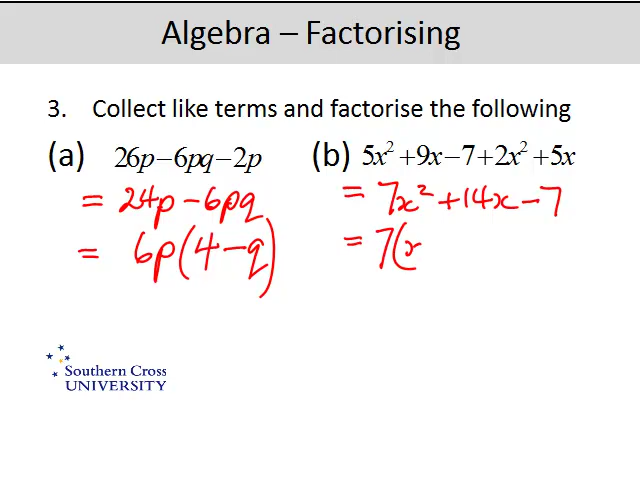 Algebra – Factorising
3. Collect like terms and factorise the following
(a) 26p−6pq−2p (b) 5x²+9x−7+2x²+5x
= 24p −6pq = 7x² +14x −7
= 6p(4−q) = 7(x
Southern Cross
UNIVERSITY